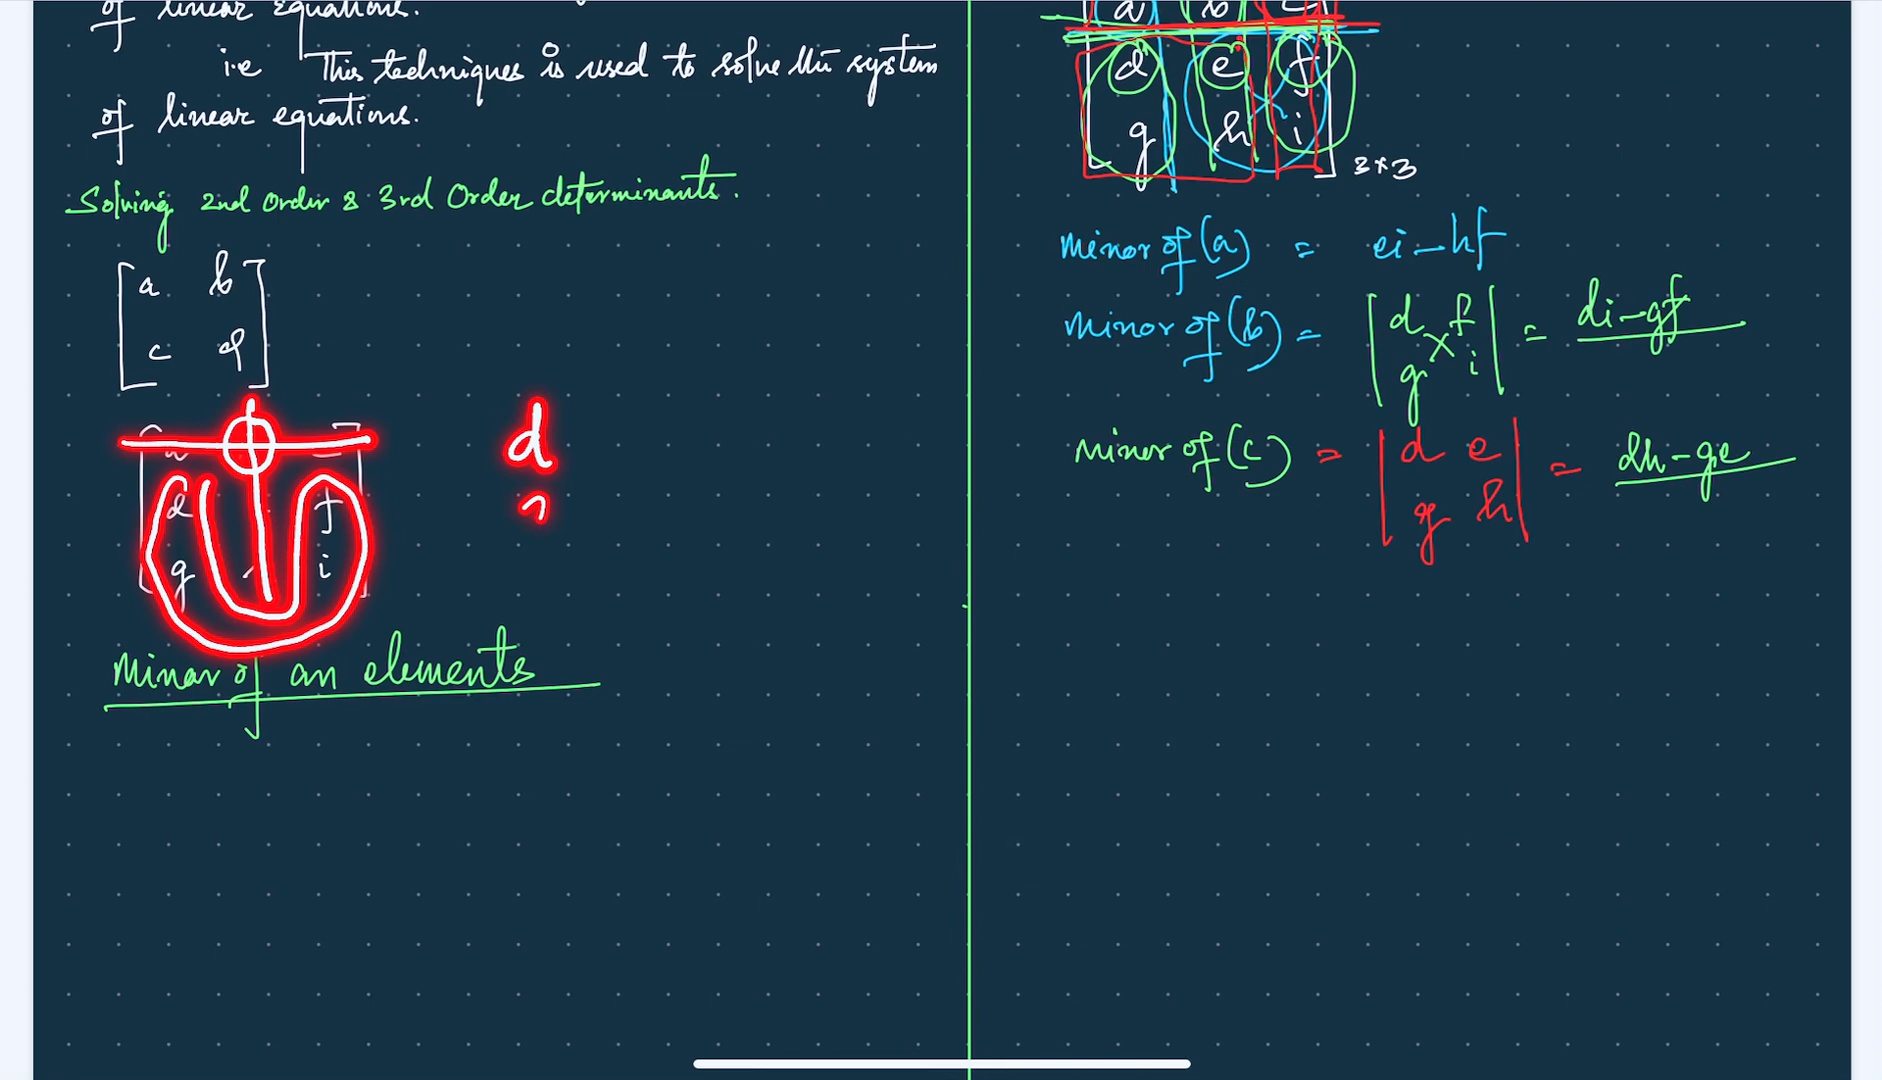 of linear equations.
i.e This techniques is used to solve the system
of linear equations.
Solving 2nd Order & 3rd Order determinants.
a b
c d
d f
g i
d
Minor of an elements
a b c
d e f
g h i
3×3
Minor of (a) = ei - hf
Minor of (b) = | d f | = di - gf
g i
Minor of (c) = | d e | = dh - ge
g h